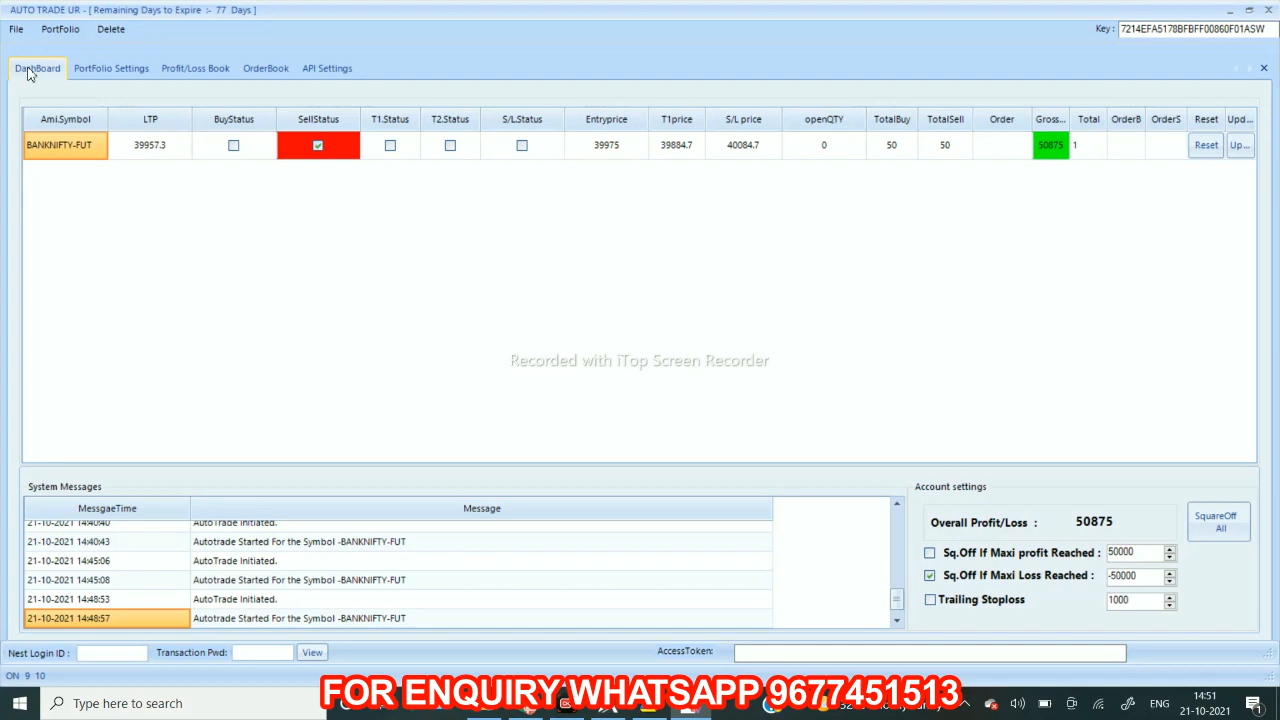 AUTO TRADE UR - [ Remaining Days to Expire :- 77 Days ]
File PortFolio Delete Key : 7214EFA5178BFBFF00860F01ASW
DashBoard PortFolio Settings Profit/Loss Book OrderBook API Settings
Ami.Symbol LTP BuyStatus SellStatus T1.Status T2.Status S/L.Status Entryprice T1price S/L price openQTY TotalBuy TotalSell Order Gross... Total OrderB OrderS Reset Upd...
BANKNIFTY-FUT 39957.3 39975 39884.7 40084.7 0 50 50 50875 1 Reset Up...
Recorded with iTop Screen Recorder
System Messages
MessgaeTime Message
21-10-2021 14:40:40 AutoTrade Initiated.
21-10-2021 14:40:43 Autotrade Started For the Symbol -BANKNIFTY-FUT
21-10-2021 14:45:06 AutoTrade Initiated.
21-10-2021 14:45:08 Autotrade Started For the Symbol -BANKNIFTY-FUT
21-10-2021 14:48:53 AutoTrade Initiated.
21-10-2021 14:48:57 Autotrade Started For the Symbol -BANKNIFTY-FUT
Account settings
Overall Profit/Loss : 50875
SquareOff All
Sq.Off If Maxi profit Reached : 50000
Sq.Off If Maxi Loss Reached : -50000
Trailing Stoploss 1000
Nest Login ID : Transaction Pwd: View AccessToken:
ON 9 10
FOR ENQUIRY WHATSAPP 9677451513
Type here to search
ENG
14:51
21-10-2021